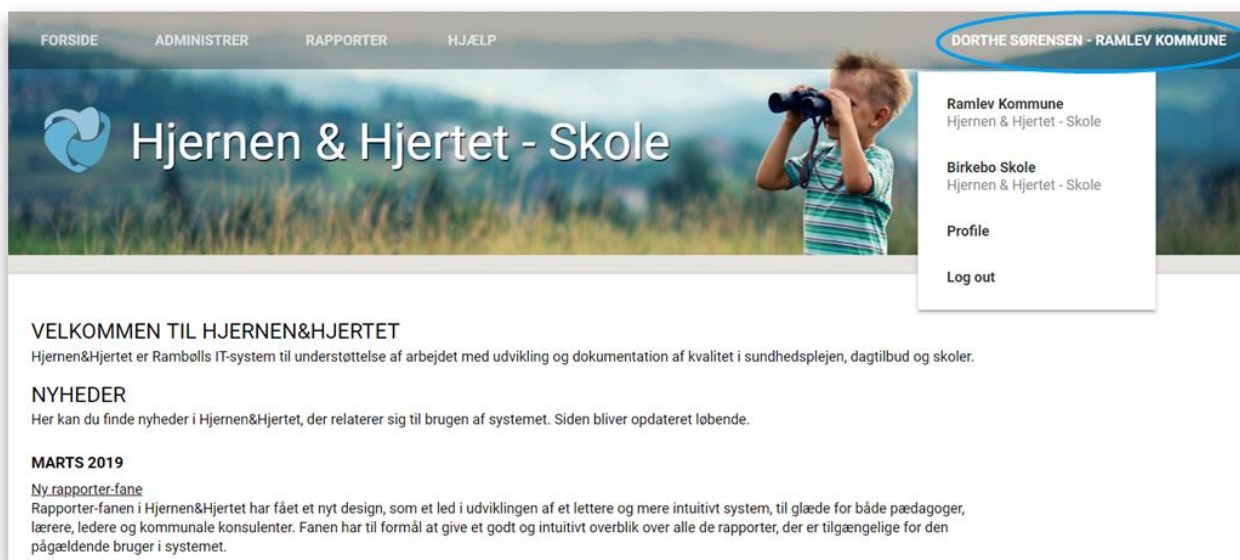 FORSIDE ADMINISTRER RAPPORTER HJÆLP DORTHE SØRENSEN - RAMLEV KOMMUNE
Hjernen & Hjertet - Skole
Ramlev Kommune
Hjernen & Hjertet - Skole
Birkebo Skole
Hjernen & Hjertet - Skole
Profile
Log out
VELKOMMEN TIL HJERNEN&HJERTET
Hjernen&Hjertet er Rambølls IT-system til understøttelse af arbejdet med udvikling og dokumentation af kvalitet i sundhedsplejen, dagtilbud og skoler.
NYHEDER
Her kan du finde nyheder i Hjernen&Hjertet, der relaterer sig til brugen af systemet. Siden bliver opdateret løbende.
MARTS 2019
Ny rapporter-fane
Rapporter-fanen i Hjernen&Hjertet har fået et nyt design, som et led i udviklingen af et lettere og mere intuitivt system, til glæde for både pædagoger,
lærere, ledere og kommunale konsulenter. Fanen har til formål at give et godt og intuitivt overblik over alle de rapporter, der er tilgængelige for den
pågældende bruger i systemet.